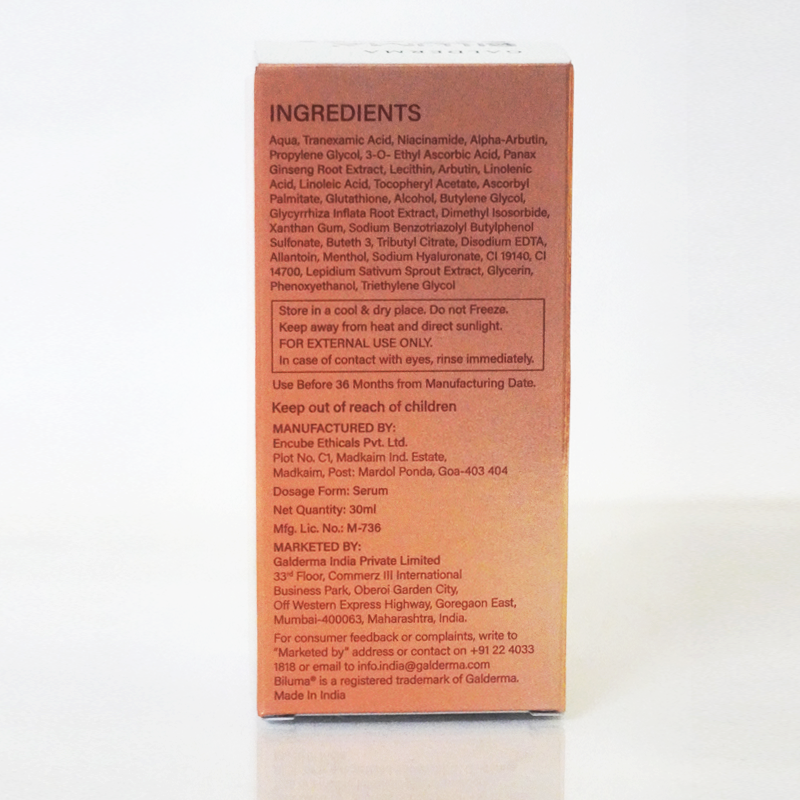 GALDERMA
BILUMA
INGREDIENTS
Aqua, Tranexamic Acid, Niacinamide, Alpha-Arbutin,
Propylene Glycol, 3-O- Ethyl Ascorbic Acid, Panax
Ginseng Root Extract, Lecithin, Arbutin, Linolenic
Acid, Linoleic Acid, Tocopheryl Acetate, Ascorbyl
Palmitate, Glutathione, Alcohol, Butylene Glycol,
Glycyrrhiza Inflata Root Extract, Dimethyl Isosorbide,
Xanthan Gum, Sodium Benzotriazolyl Butylphenol
Sulfonate, Buteth 3, Tributyl Citrate, Disodium EDTA,
Allantoin, Menthol, Sodium Hyaluronate, CI 19140, CI
14700, Lepidium Sativum Sprout Extract, Glycerin,
Phenoxyethanol, Triethylene Glycol
Store in a cool & dry place. Do not Freeze.
Keep away from heat and direct sunlight.
FOR EXTERNAL USE ONLY.
In case of contact with eyes, rinse immediately.
Use Before 36 Months from Manufacturing Date.
Keep out of reach of children
MANUFACTURED BY:
Encube Ethicals Pvt. Ltd.
Plot No. C1, Madkaim Ind. Estate,
Madkaim, Post: Mardol Ponda, Goa-403 404
Dosage Form: Serum
Net Quantity: 30ml
Mfg. Lic. No.: M-736
MARKETED BY:
Galderma India Private Limited
33rd Floor, Commerz III International
Business Park, Oberoi Garden City,
Off Western Express Highway, Goregaon East,
Mumbai-400063, Maharashtra, India.
For consumer feedback or complaints, write to
"Marketed by" address or contact on +91 22 4033
1818 or email to info.india@galderma.com
Biluma® is a registered trademark of Galderma.
Made In India